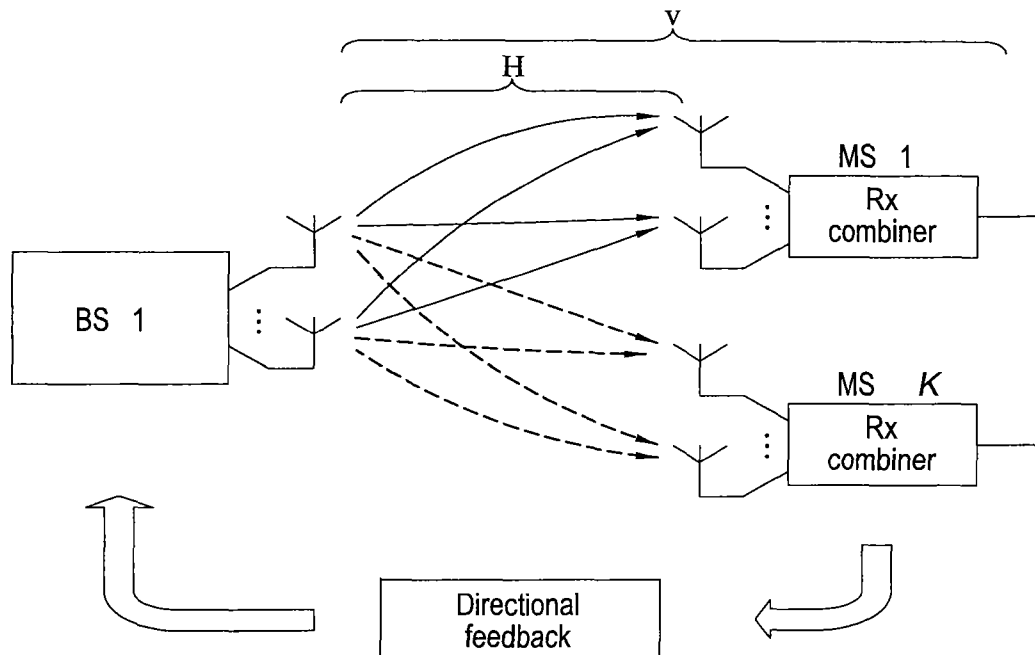 v
H
MS 1
Rx
combiner
BS 1
MS K
Rx
combiner
Directional
feedback